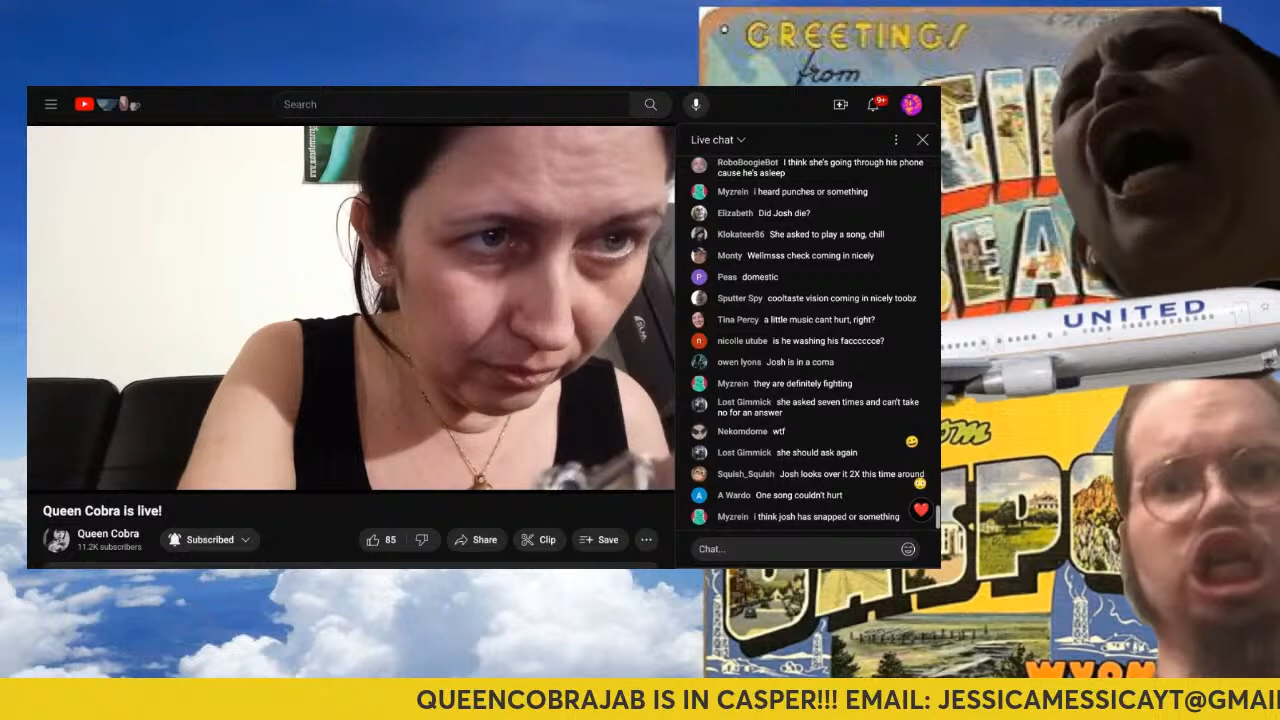 GREETINGS
from
Search
9+
Live chat
RoboBoogieBot I think she's going through his phone
cause he's asleep
Myzrein i heard punches or something
Elizabeth Did Josh die?
Klokateer86 She asked to play a song, chill
Monty Wellmsss check coming in nicely
Peas domestic
Sputter Spy cooltaste vision coming in nicely toobz
Tina Percy a little music cant hurt, right?
nicolle utube is he washing his facccccce?
owen lyons Josh is in a coma
Myzrein they are definitely fighting
Lost Gimmick she asked seven times and can't take
no for an answer
Nekomdome wtf
Lost Gimmick she should ask again
Squish_Squish Josh looks over it 2X this time around
A Wardo One song couldn't hurt
Myzrein i think josh has snapped or something
Chat...
P
n
A
Queen Cobra is live!
Queen Cobra
11.2K subscribers
Subscribed
85
Share
Clip
Save
UNITED
WYOM
QUEENCOBRAJAB IS IN CASPER!!! EMAIL: JESSICAMESSICAYT@GMAI